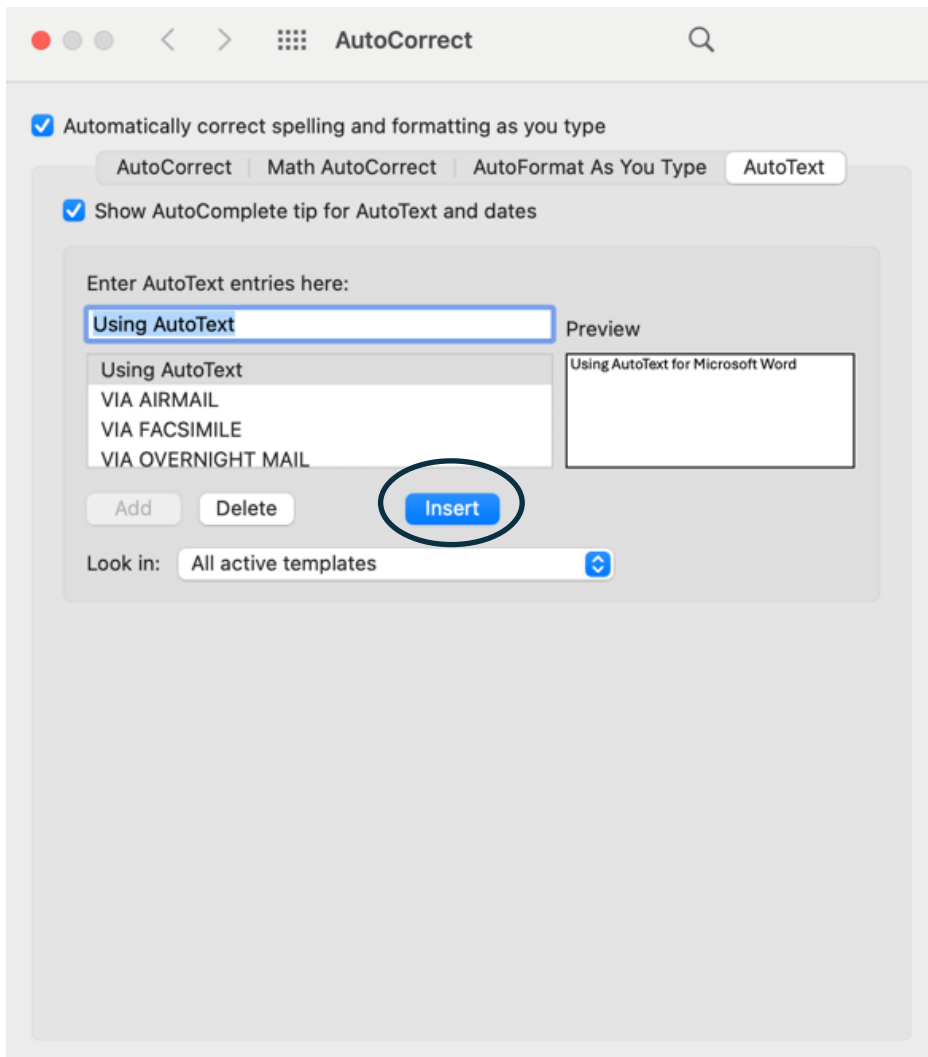 AutoCorrect
Automatically correct spelling and formatting as you type
AutoCorrect Math AutoCorrect AutoFormat As You Type AutoText
Show AutoComplete tip for AutoText and dates
Enter AutoText entries here:
Using AutoText
Preview
Using AutoText
VIA AIRMAIL
VIA FACSIMILE
VIA OVERNIGHT MAIL
Using AutoText for Microsoft Word
Add Delete Insert
Look in: All active templates